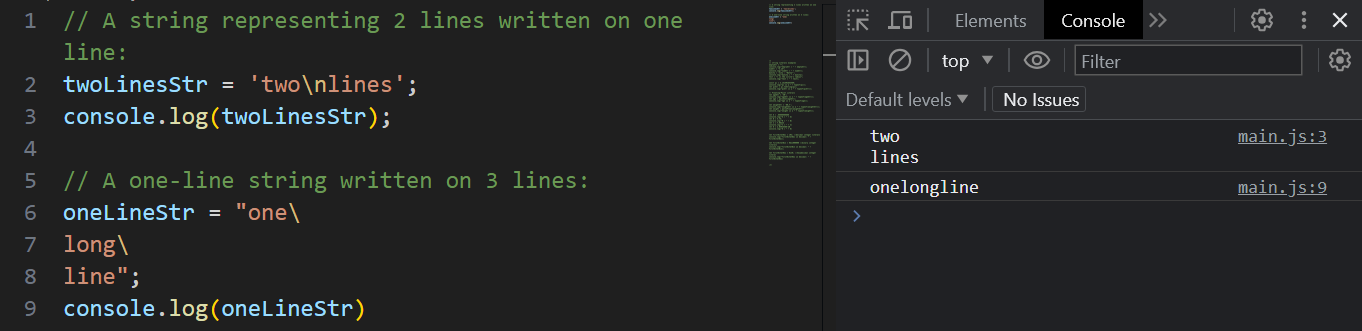 1 // A string representing 2 lines written on one
line:
2 twoLinesStr = 'two\nlines';
3 console.log(twoLinesStr);
4
5 // A one-line string written on 3 lines:
6 oneLineStr = "one\
7 long\
8 line";
9 console.log(oneLineStr)
Elements Console
top Filter
Default levels No Issues
two main.js:3
lines
onelongline main.js:9